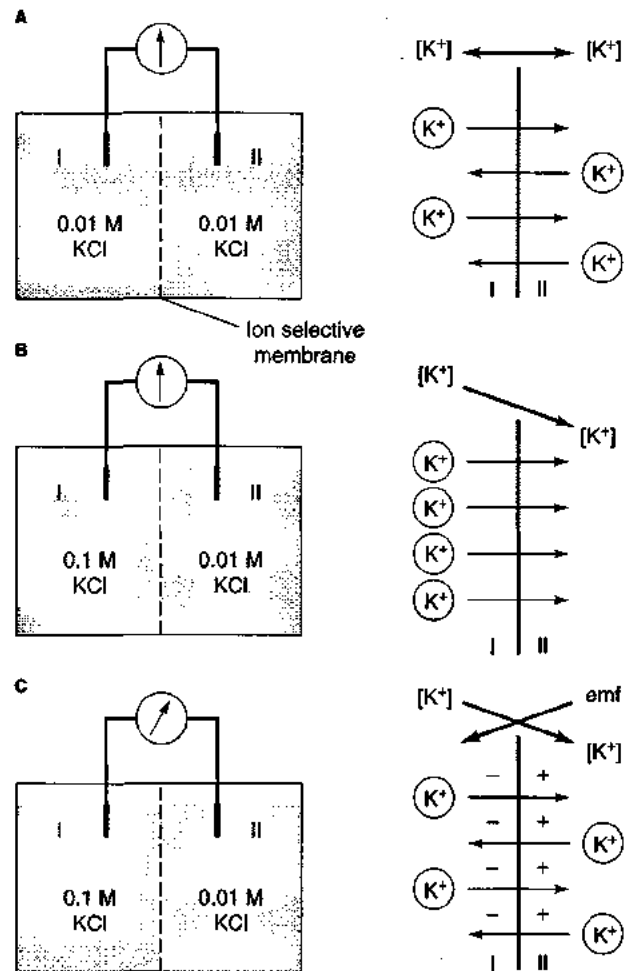 A
[K⁺] [K⁺]
I II
K⁺
K⁺
0.01 M 0.01 M
KCl KCl
K⁺
K⁺
I II
Ion selective
membrane
B
[K⁺]
[K⁺]
I II
K⁺
K⁺
0.1 M 0.01 M
KCl KCl
K⁺
K⁺
I II
C
[K⁺] emf
[K⁺]
I II
− +
K⁺
− +
K⁺
0.1 M 0.01 M
KCl KCl
− +
K⁺
− +
K⁺
I II